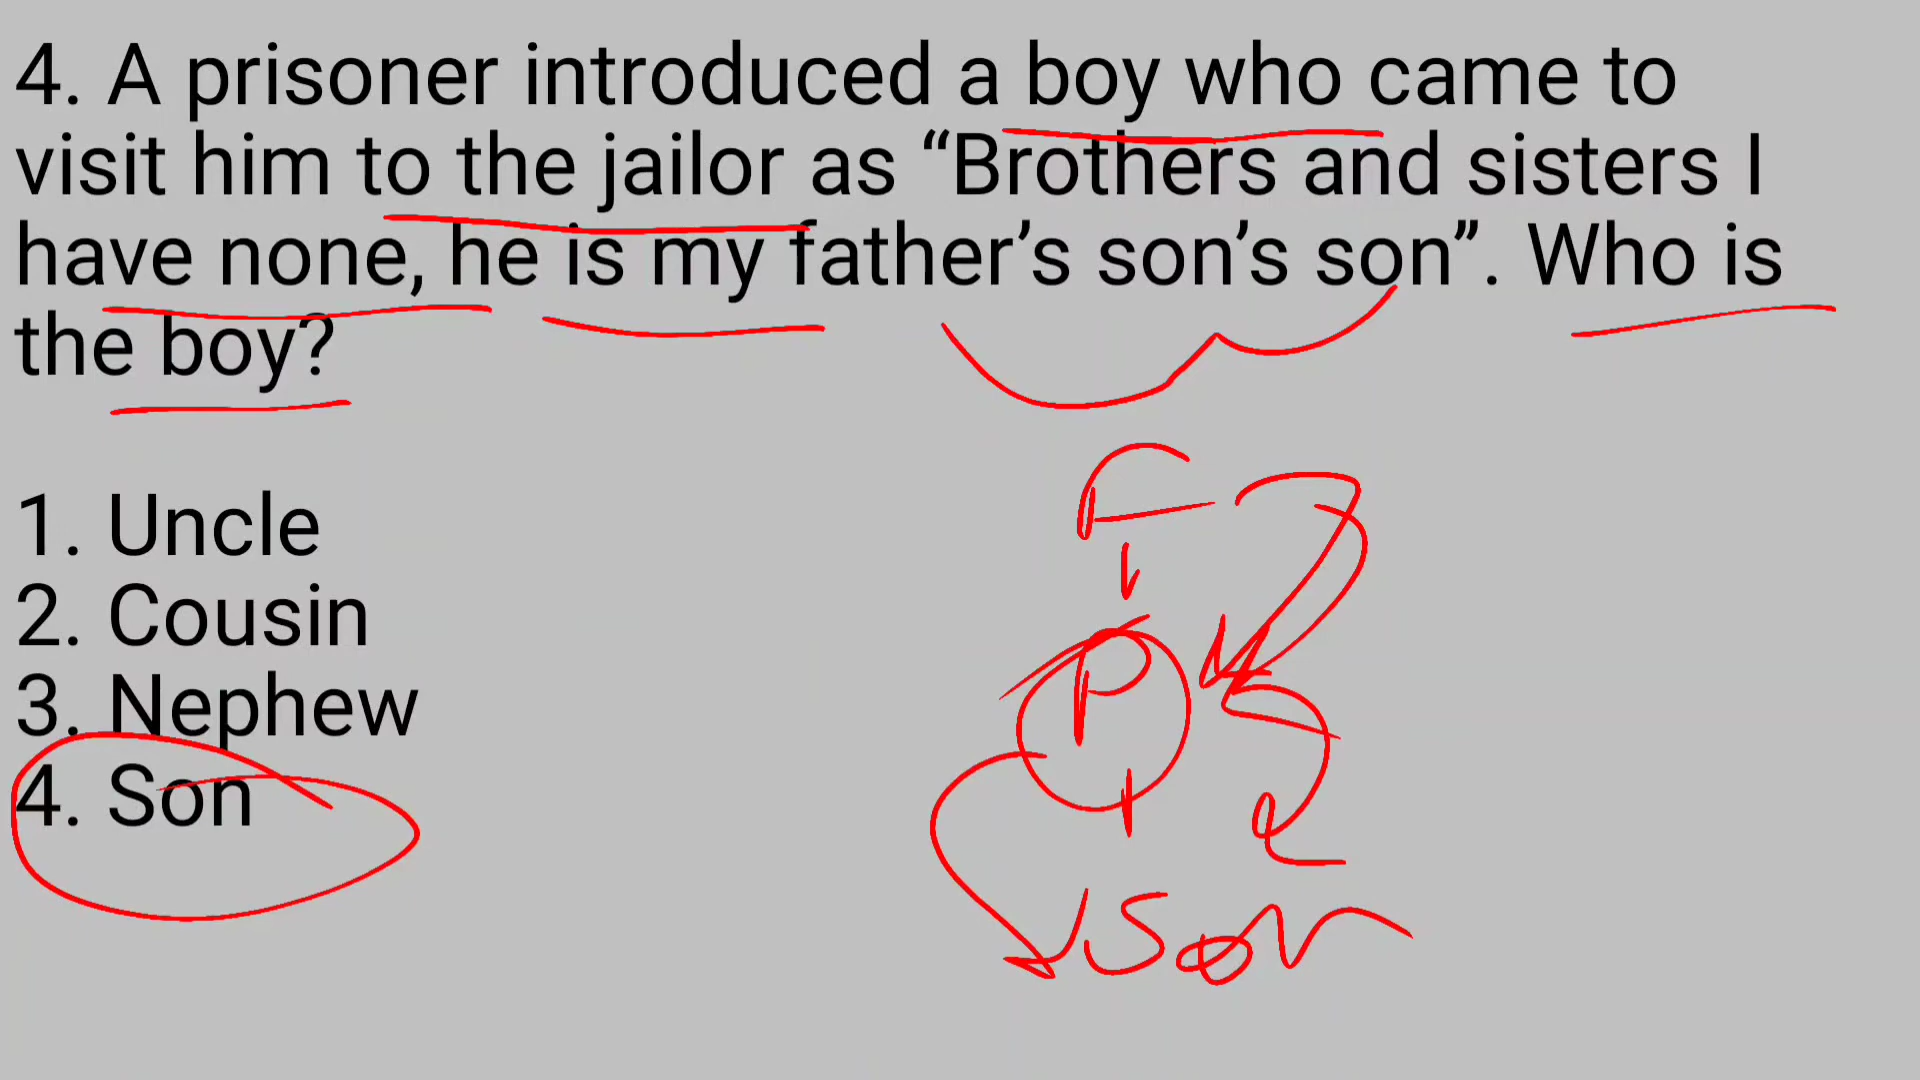 4. A prisoner introduced a boy who came to
visit him to the jailor as “Brothers and sisters I
have none, he is my father’s son’s son”. Who is
the boy?
1. Uncle
2. Cousin
3. Nephew
4. Son
F
P
Son